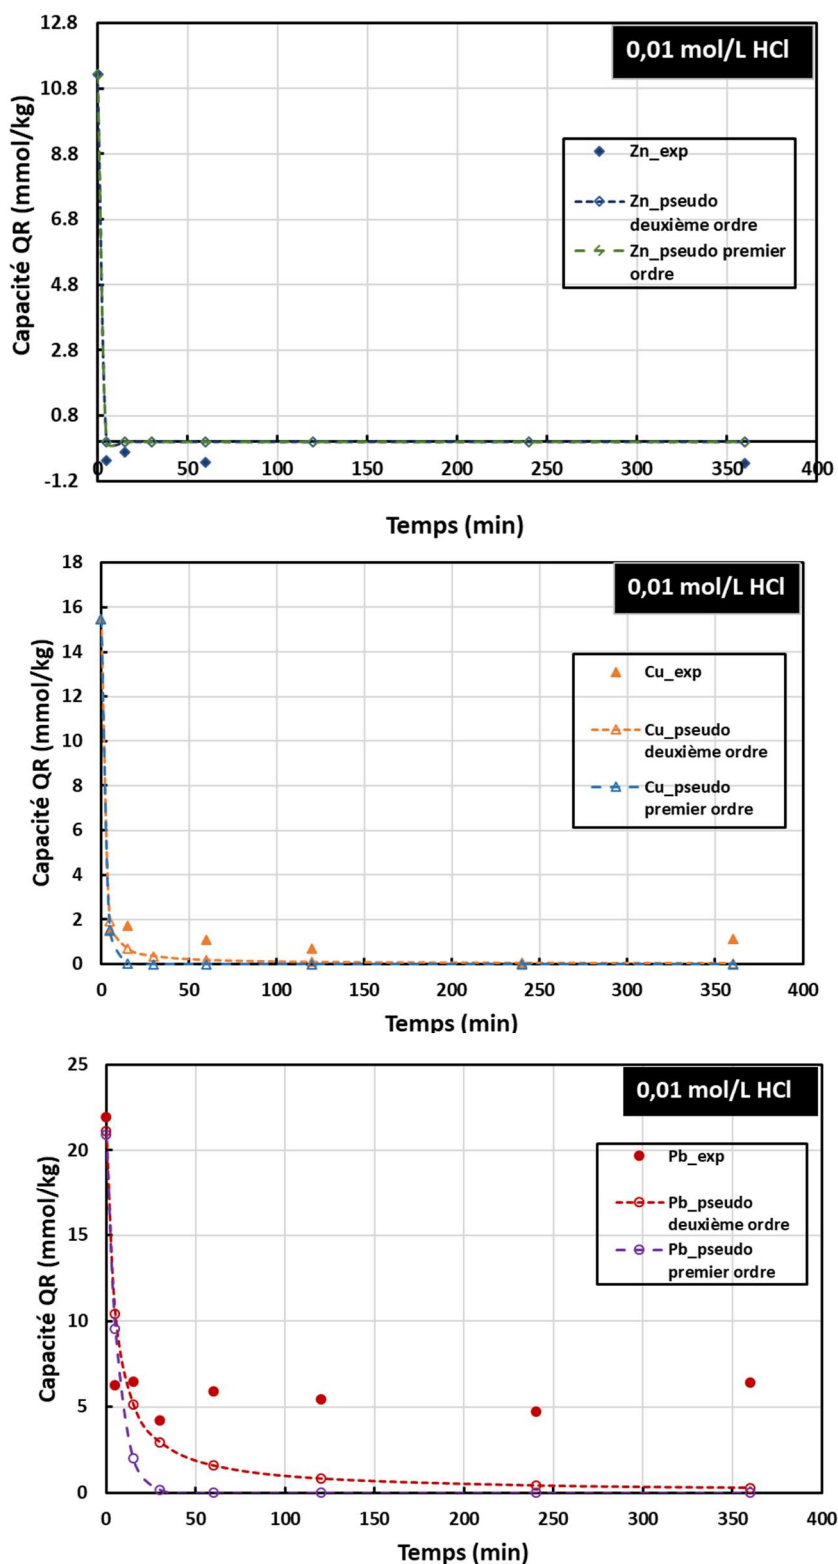 12.8
0,01 mol/L HCl
10.8
Zn_exp
8.8
Zn_pseudo
deuxième ordre
6.8
Zn_pseudo premier
ordre
4.8
2.8
0.8
0 50 100 150 200 250 300 350 400
-1.2
Capacité QR (mmol/kg)
Temps (min)
18
0,01 mol/L HCl
16
14
Cu_exp
12
Cu_pseudo
deuxième ordre
10
8
Cu_pseudo
premier ordre
6
4
2
0
0 50 100 150 200 250 300 350 400
Capacité QR (mmol/kg)
Temps (min)
25
0,01 mol/L HCl
20
Pb_exp
Pb_pseudo
deuxième ordre
15
Pb_pseudo
premier ordre
10
5
0
0 50 100 150 200 250 300 350 400
Capacité QR (mmol/kg)
Temps (min)